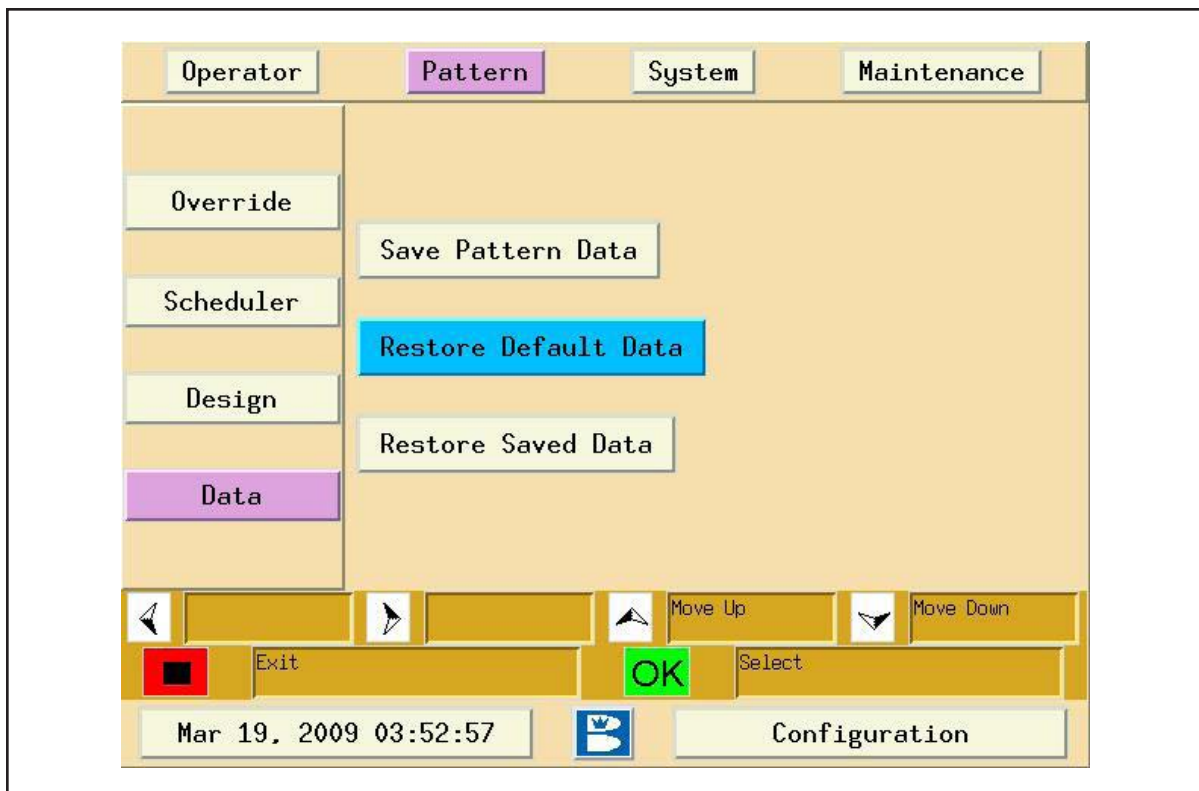 Operator Pattern System Maintenance
Override
Save Pattern Data
Scheduler
Restore Default Data
Design
Restore Saved Data
Data
Move Up Move Down
Exit OK Select
Mar 19, 2009 03:52:57 Configuration